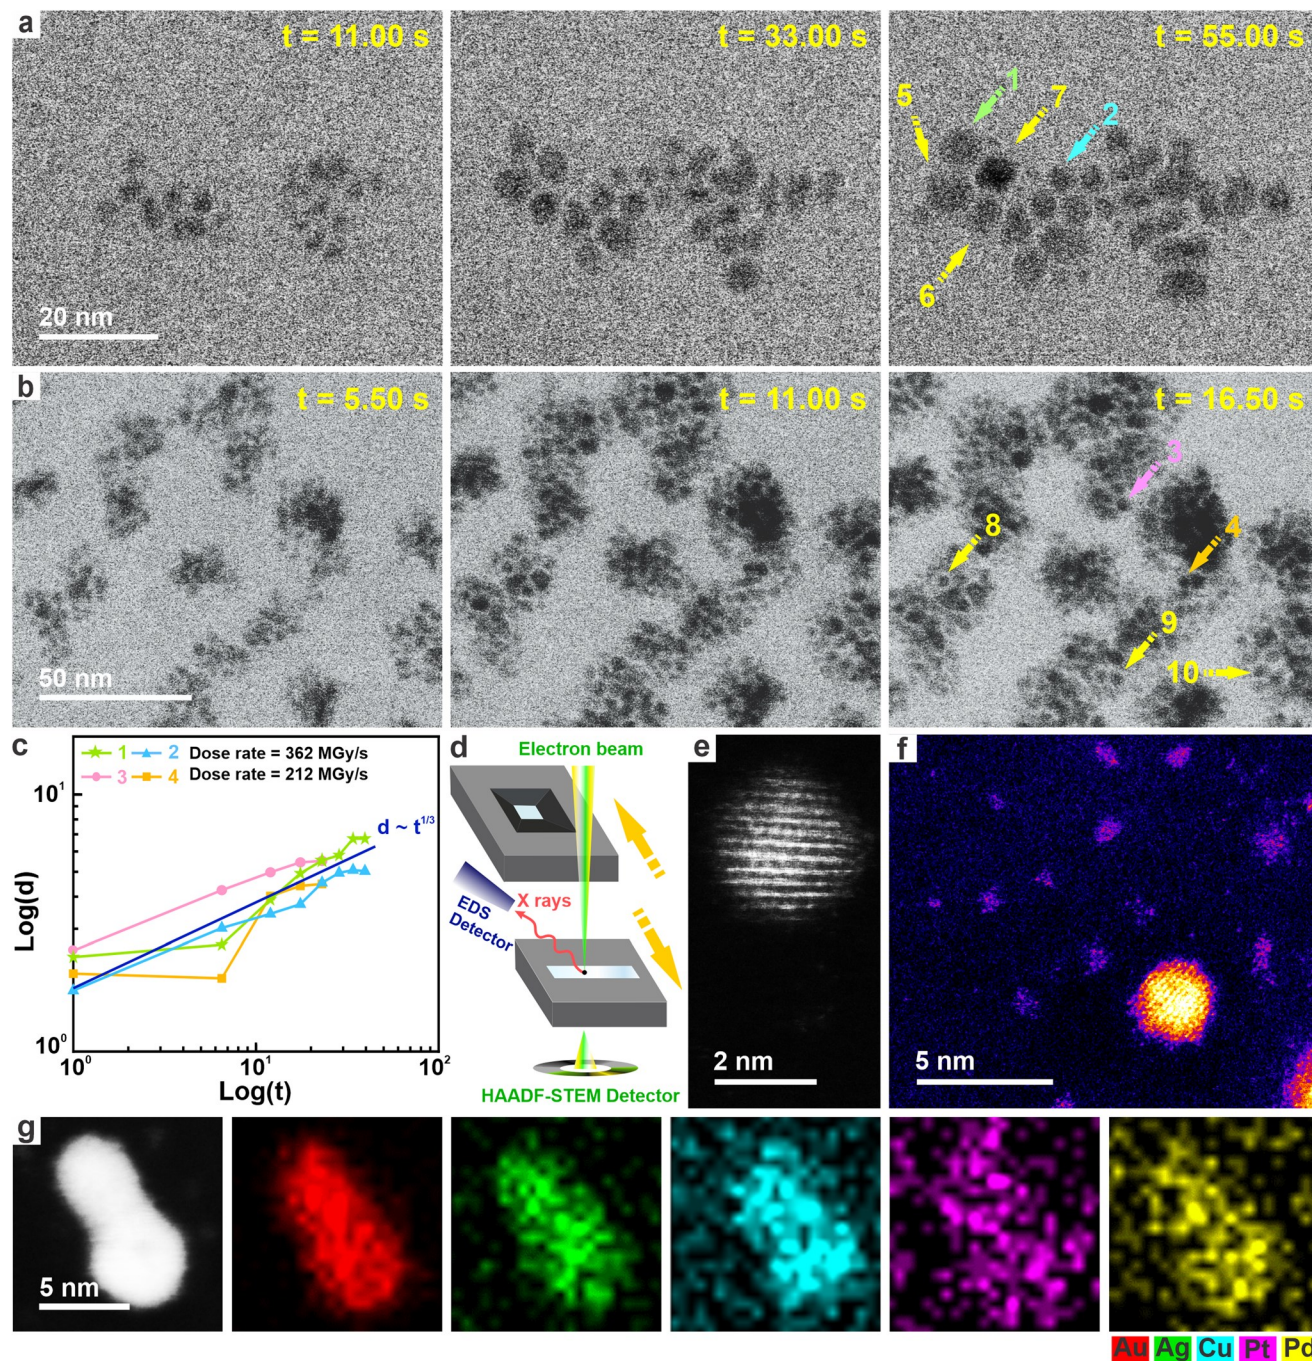 a
t = 11.00 s
t = 33.00 s
t = 55.00 s
1
5
7
2
6
20 nm
b
t = 5.50 s
t = 11.00 s
t = 16.50 s
3
8
4
9
10
50 nm
c
1 2 Dose rate = 362 MGy/s
3 4 Dose rate = 212 MGy/s
10¹
d ~ t^1/3
Log(d)
10⁰
10⁰ 10¹ 10²
Log(t)
d
Electron beam
X rays
EDS
Detector
HAADF-STEM Detector
e
2 nm
f
5 nm
g
5 nm
Au Ag Cu Pt Pd